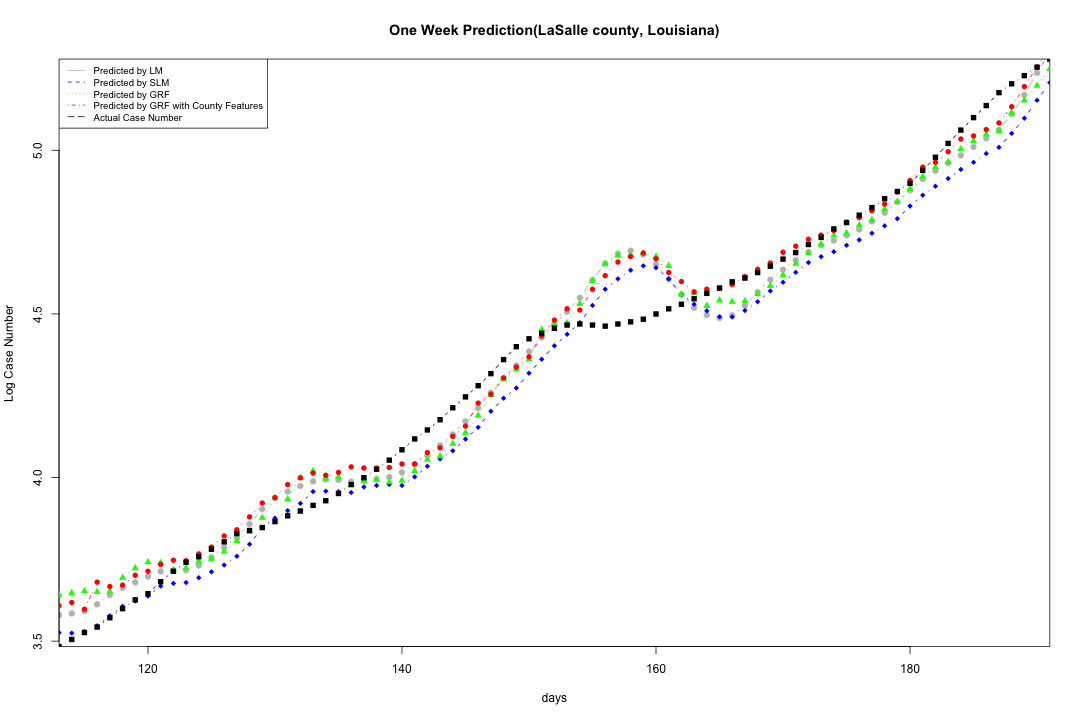 One Week Prediction(LaSalle county, Louisiana)
Predicted by LM
Predicted by SLM
Predicted by GRF
Predicted by GRF with County Features
Actual Case Number
Log Case Number
5.0
4.5
4.0
3.5
120 140 160 180
days